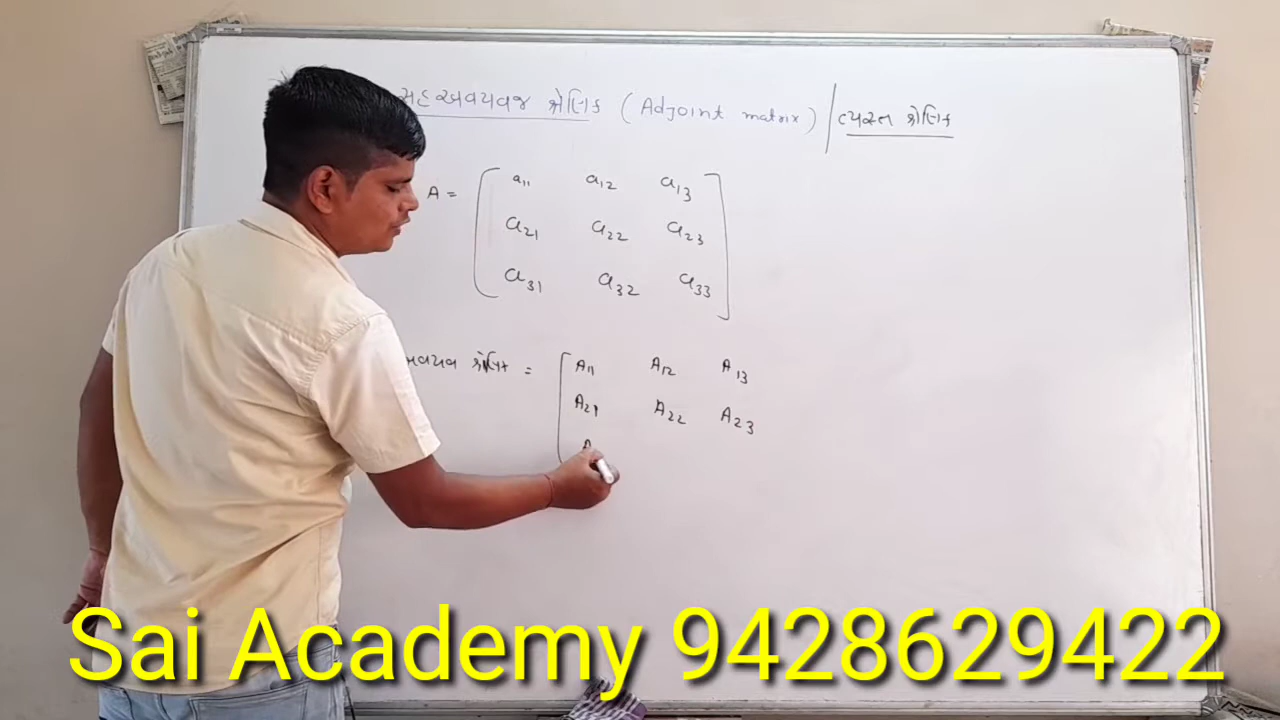 સહઅવયવજ શ્રેણિક (Adjoint matrix) / વ્યસ્ત શ્રેણિક
A = a11 a12 a13
a21 a22 a23
a31 a32 a33
શ્રેણિક = A11 A12 A13
A21 A22 A23
A
Sai Academy 9428629422